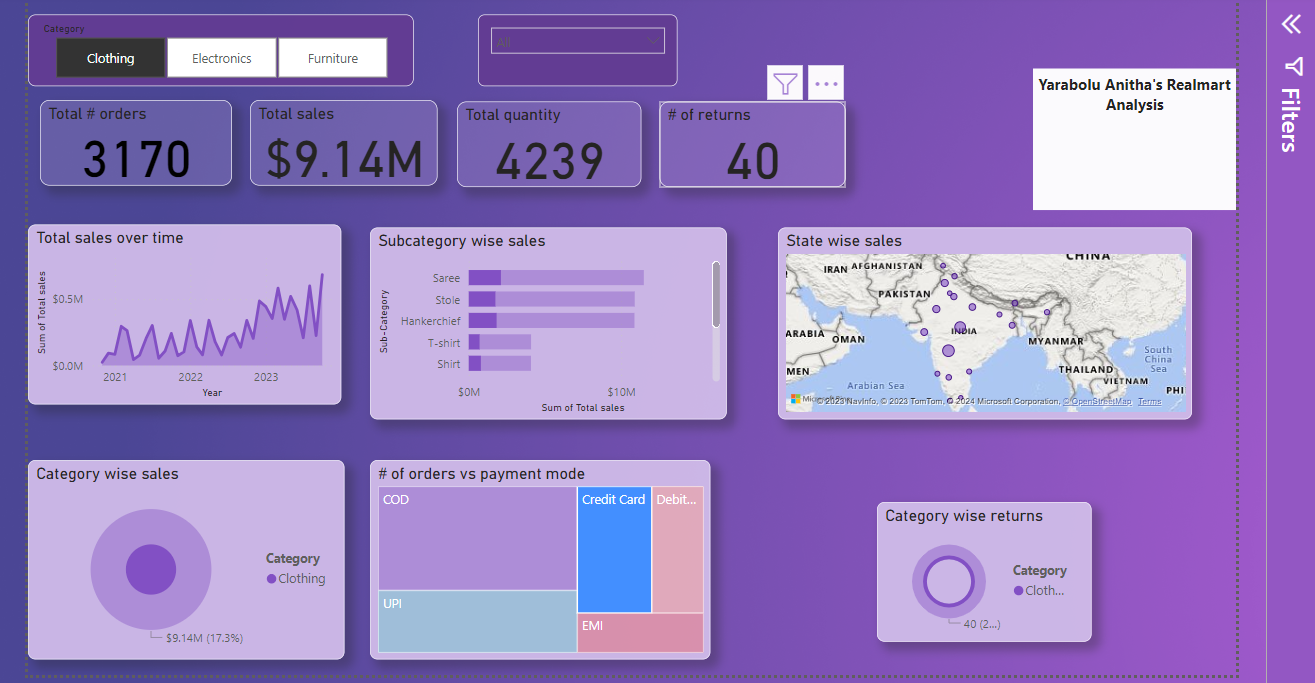 Category
Clothing
Electronics
Furniture
All
Filters
Yarabolu Anitha's Realmart
Analysis
Total # orders
3170
Total sales
$9.14M
Total quantity
4239
# of returns
40
Total sales over time
Sum of Total sales
$0.5M
$0.0M
2021
2022
2023
Year
Subcategory wise sales
Sub-Category
Saree
Stole
Hankerchief
T-shirt
Shirt
$0M
$10M
Sum of Total sales
State wise sales
CHINA
IRAN
AFGHANISTAN
PAKISTAN
ARABIA
OMAN
INDIA
MYANMAR
MEN
THAILAND
VIETNAM
South
China
Sea
PHI
Arabian Sea
© 2023 NavInfo, © 2023 TomTom, © 2024 Microsoft Corporation, © OpenStreetMap Terms
Category wise sales
Category
Clothing
$9.14M (17.3%)
# of orders vs payment mode
COD
Credit Card
Debit...
UPI
EMI
Category wise returns
Category
Cloth...
40 (2...)